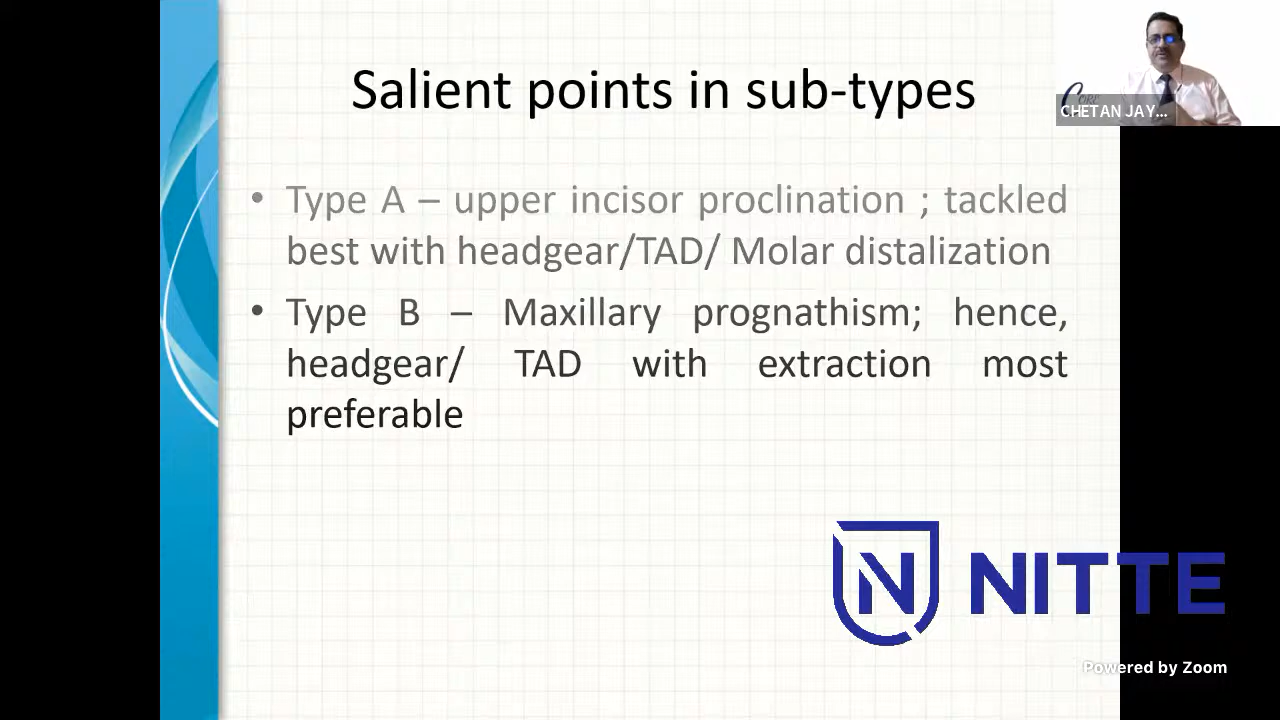 Salient points in sub-types
CHETAN JAY...
• Type A – upper incisor proclination ; tackled
best with headgear/TAD/ Molar distalization
• Type B – Maxillary prognathism; hence,
headgear/ TAD with extraction most
preferable
N NITTE
Powered by Zoom